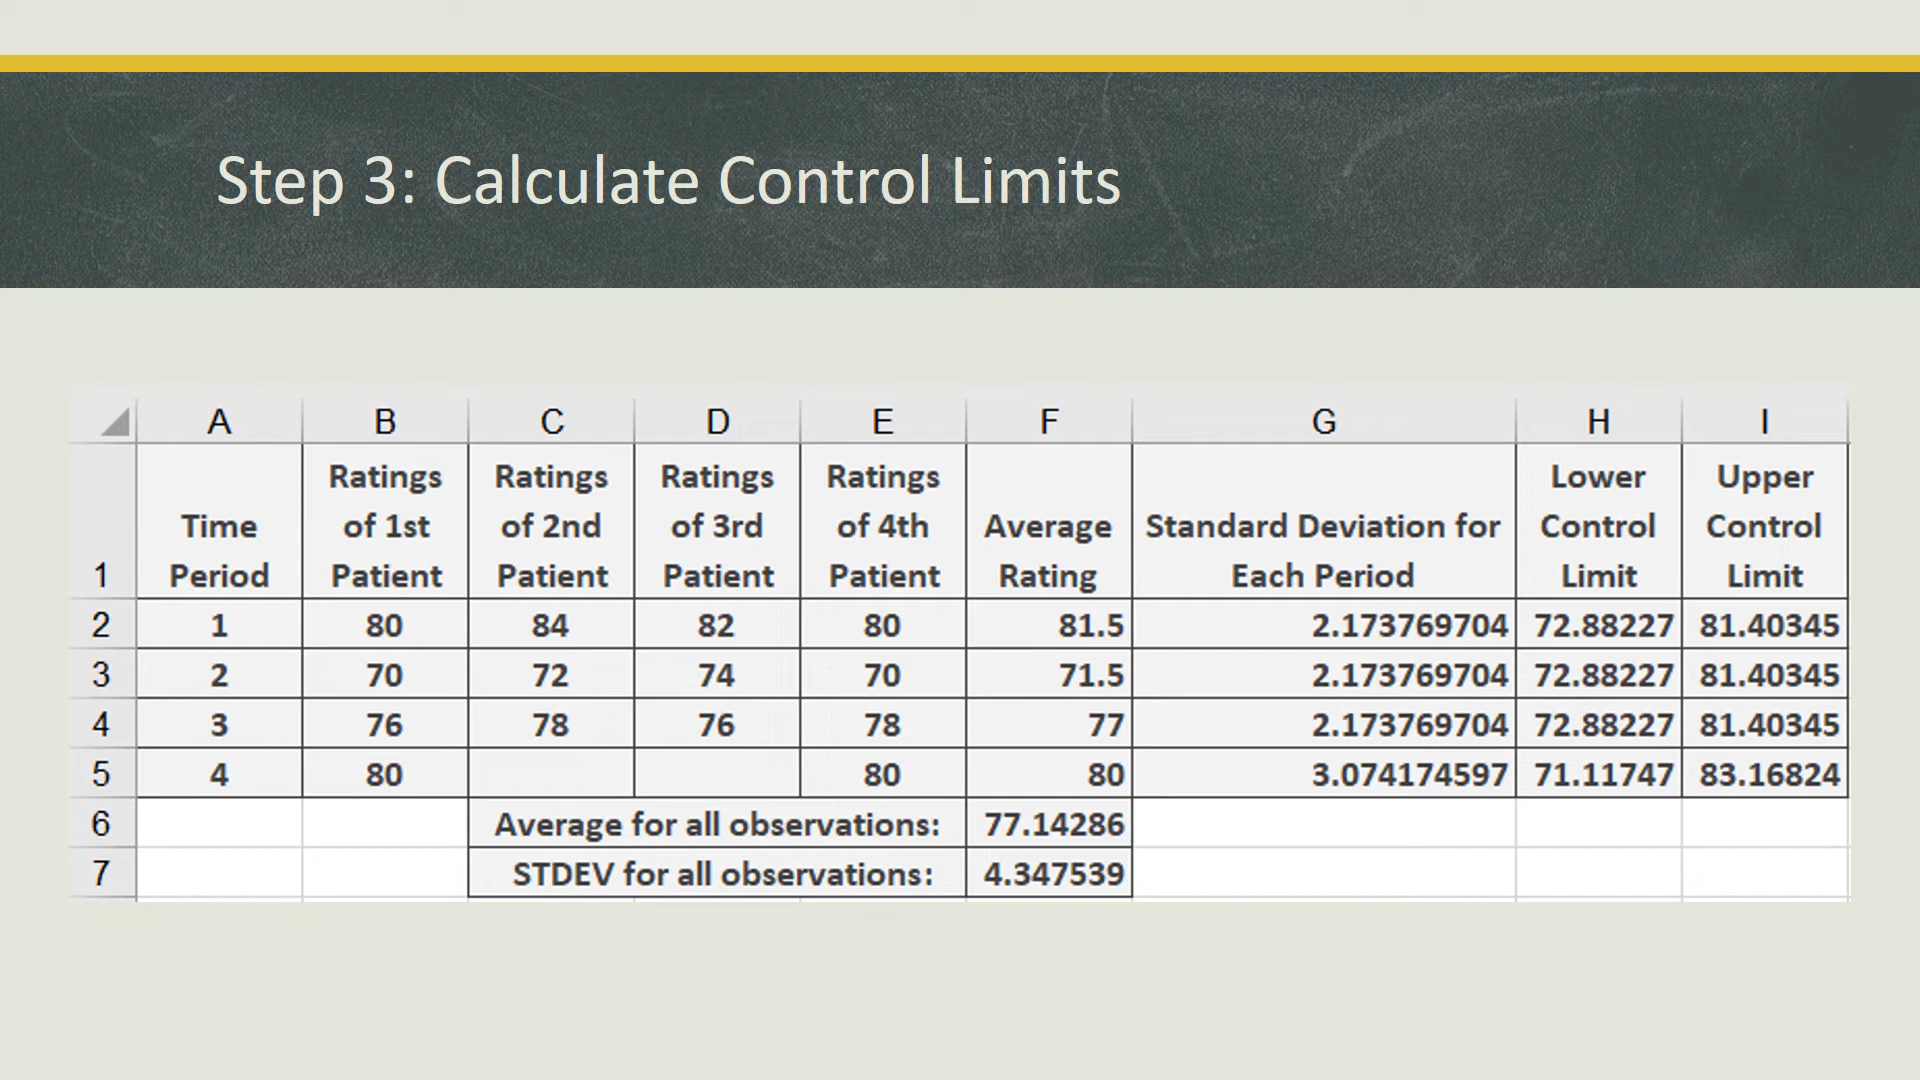 Step 3: Calculate Control Limits
A B C D E F G H I
Ratings Ratings Ratings Ratings Lower Upper
Time of 1st of 2nd of 3rd of 4th Average Standard Deviation for Control Control
1 Period Patient Patient Patient Patient Rating Each Period Limit Limit
2 1 80 84 82 80 81.5 2.173769704 72.88227 81.40345
3 2 70 72 74 70 71.5 2.173769704 72.88227 81.40345
4 3 76 78 76 78 77 2.173769704 72.88227 81.40345
5 4 80 80 80 3.074174597 71.11747 83.16824
6 Average for all observations: 77.14286
7 STDEV for all observations: 4.347539